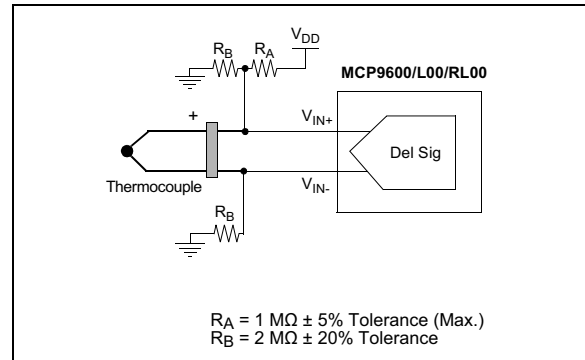 V_DD
R_B R_A
MCP9600/L00/RL00
+
V_IN+
Del Sig
Thermocouple
V_IN-
R_B
R_A = 1 MΩ ± 5% Tolerance (Max.)
R_B = 2 MΩ ± 20% Tolerance